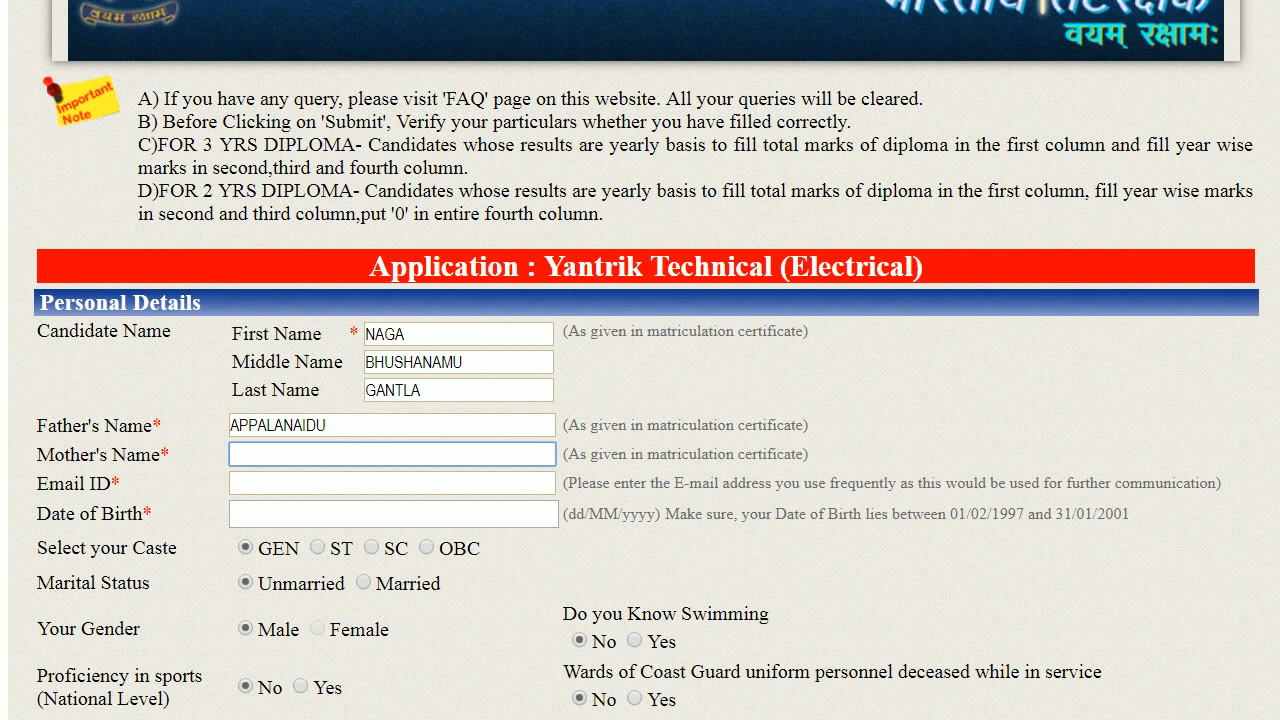 वयम रक्षामः
भारतीय तटरक्षक
वयम् रक्षामः
Important
Note
A) If you have any query, please visit 'FAQ' page on this website. All your queries will be cleared.
B) Before Clicking on 'Submit', Verify your particulars whether you have filled correctly.
C)FOR 3 YRS DIPLOMA- Candidates whose results are yearly basis to fill total marks of diploma in the first column and fill year wise
marks in second,third and fourth column.
D)FOR 2 YRS DIPLOMA- Candidates whose results are yearly basis to fill total marks of diploma in the first column, fill year wise marks
in second and third column,put '0' in entire fourth column.
Application : Yantrik Technical (Electrical)
Personal Details
Candidate Name First Name * NAGA (As given in matriculation certificate)
Middle Name BHUSHANAMU
Last Name GANTLA
Father's Name* APPALANAIDU (As given in matriculation certificate)
Mother's Name* (As given in matriculation certificate)
Email ID* (Please enter the E-mail address you use frequently as this would be used for further communication)
Date of Birth* (dd/MM/yyyy) Make sure, your Date of Birth lies between 01/02/1997 and 31/01/2001
Select your Caste GEN ST SC OBC
Marital Status Unmarried Married
Your Gender Male Female
Do you Know Swimming
No Yes
Proficiency in sports
(National Level) No Yes
Wards of Coast Guard uniform personnel deceased while in service
No Yes